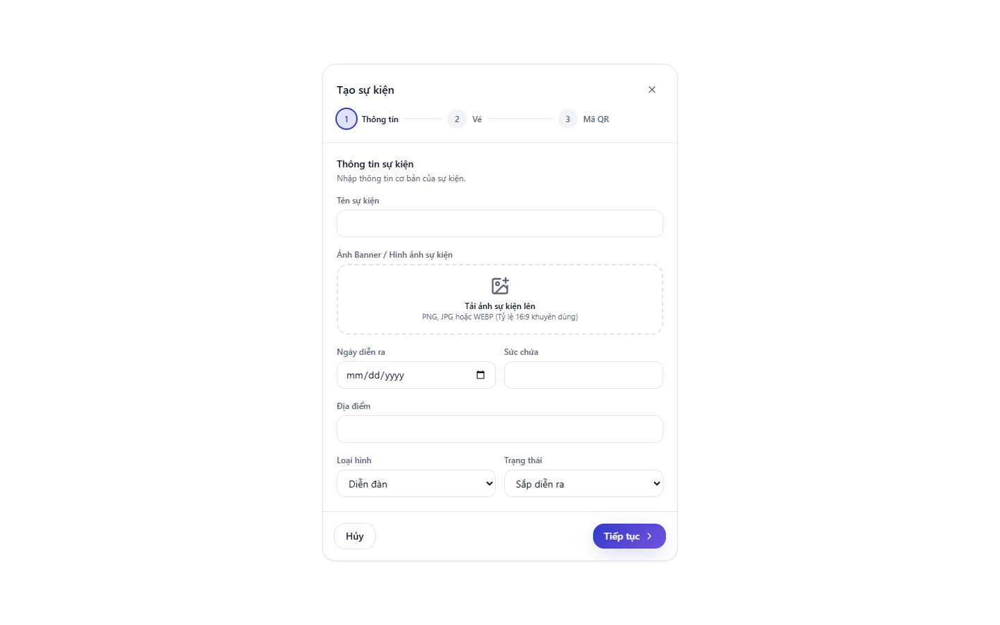 Tạo sự kiện
1 Thông tin 2 Vé 3 Mã QR
Thông tin sự kiện
Nhập thông tin cơ bản của sự kiện.
Tên sự kiện
Ảnh Banner / Hình ảnh sự kiện
Tải ảnh sự kiện lên
PNG, JPG hoặc WEBP (Tỷ lệ 16:9 khuyên dùng)
Ngày diễn ra Sức chứa
mm/dd/yyyy
Địa điểm
Loại hình Trạng thái
Diễn đàn Sắp diễn ra
Hủy Tiếp tục